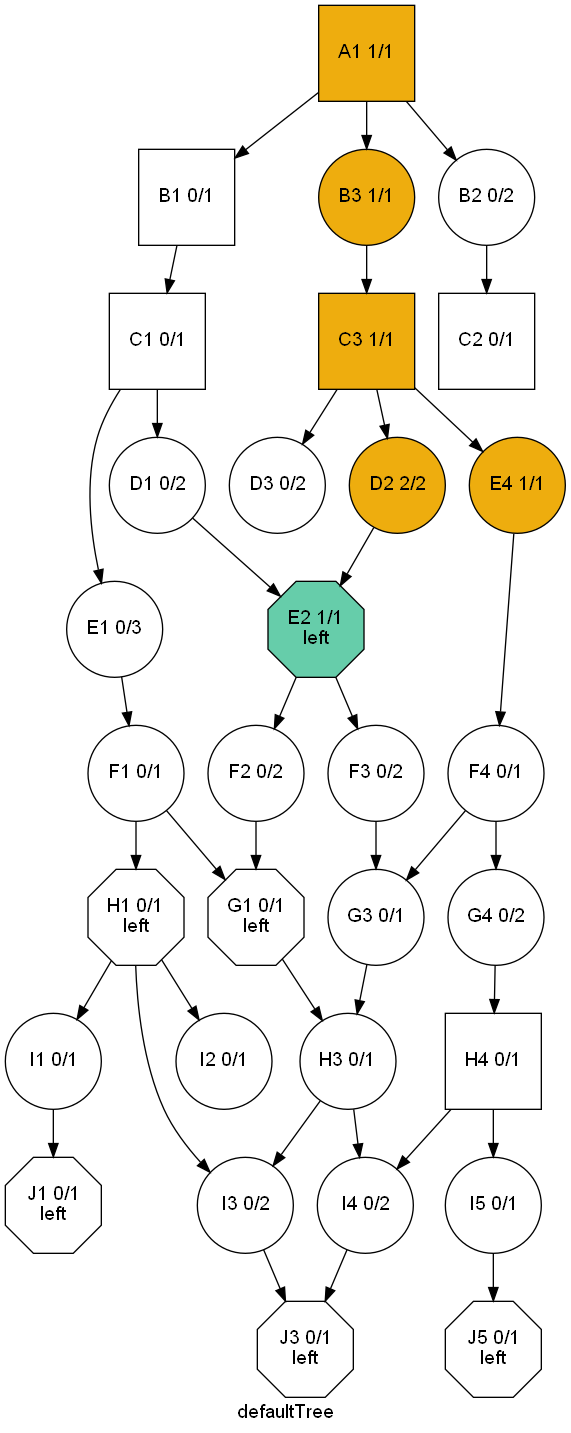 A1 1/1
B1 0/1
B3 1/1
B2 0/2
C1 0/1
C3 1/1
C2 0/1
D1 0/2
D3 0/2
D2 2/2
E4 1/1
E1 0/3
E2 1/1
left
F1 0/1
F2 0/2
F3 0/2
F4 0/1
H1 0/1
left
G1 0/1
left
G3 0/1
G4 0/2
I1 0/1
I2 0/1
H3 0/1
H4 0/1
J1 0/1
left
I3 0/2
I4 0/2
I5 0/1
J3 0/1
left
J5 0/1
left
defaultTree